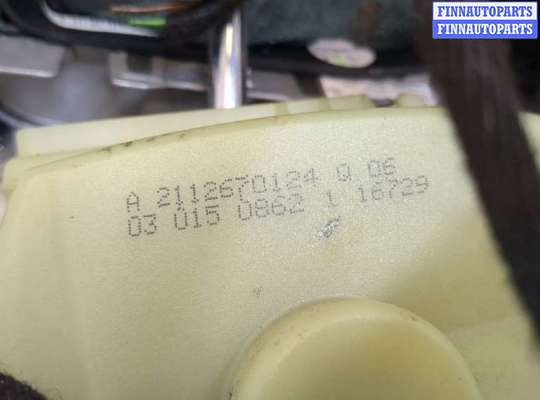 FINNAUTOPARTS
FINNAUTOPARTS
A 2112670124 Q 06
03 015 0862 1 16729